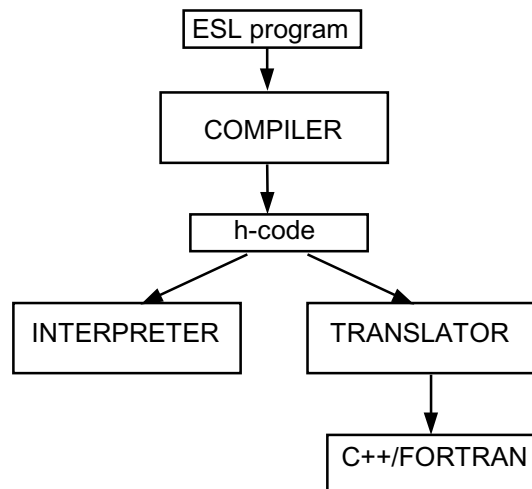 ESL program
COMPILER
h-code
INTERPRETER
TRANSLATOR
C++/FORTRAN